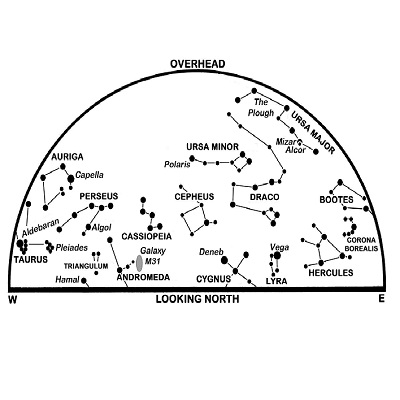 OVERHEAD
The
Plough
URSA MAJOR
Mizar
Alcor
URSA MINOR
Polaris
AURIGA
Capella
PERSEUS
CEPHEUS
DRACO
BOOTES
Aldebaran
Algol
CASSIOPEIA
Pleiades
Galaxy
M31
Deneb
Vega
CORONA
BOREALIS
TAURUS
TRIANGULUM
HERCULES
Hamal
ANDROMEDA
CYGNUS
LYRA
W
LOOKING NORTH
E